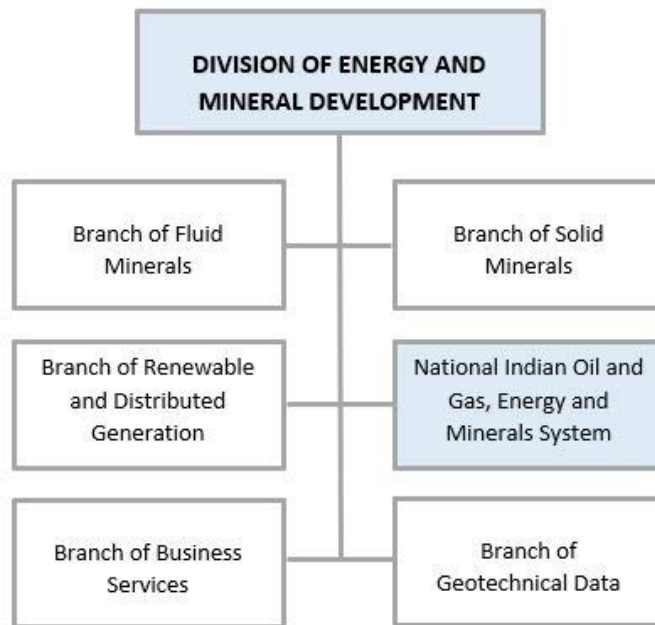 DIVISION OF ENERGY AND
MINERAL DEVELOPMENT
Branch of Fluid
Minerals
Branch of Solid
Minerals
Branch of Renewable
and Distributed
Generation
National Indian Oil and
Gas, Energy and
Minerals System
Branch of Business
Services
Branch of
Geotechnical Data